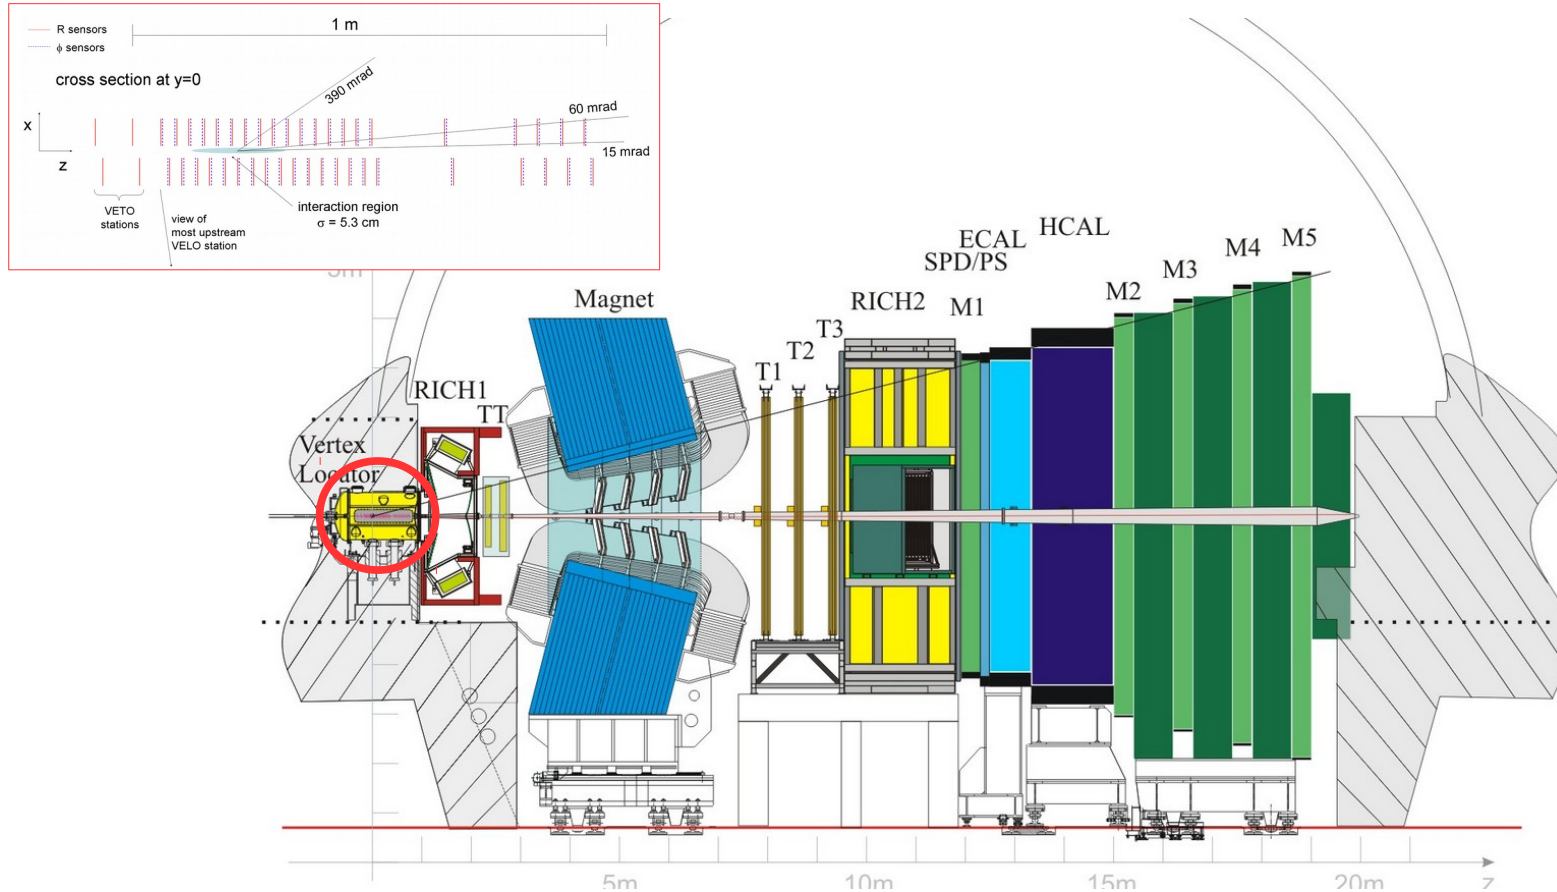 R sensors
ϕ sensors
1 m
cross section at y=0
390 mrad
60 mrad
15 mrad
x
z
VETO
stations
view of
most upstream
VELO station
interaction region
σ = 5.3 cm
5m
HCAL
M5
ECAL
M4
SPD/PS
M3
M2
Magnet
RICH2
M1
T3
T2
T1
RICH1
TT
Vertex
Locator
5m
10m
15m
20m
z